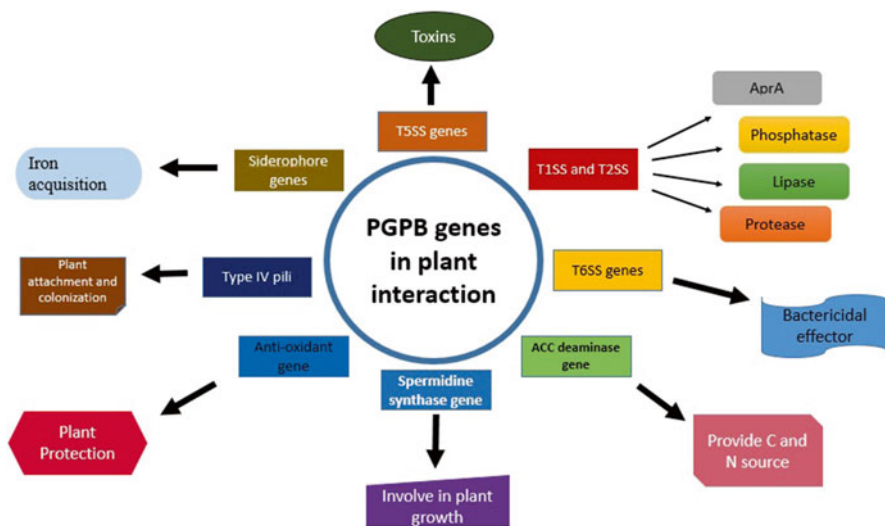 Toxins
T5SS genes
AprA
Phosphatase
Lipase
Protease
T1SS and T2SS
Siderophore
genes
Iron
acquisition
PGPB genes
in plant
interaction
T6SS genes
Bactericidal
effector
Type IV pili
Plant
attachment and
colonization
Anti-oxidant
gene
Plant
Protection
Spermidine
synthase gene
Involve in plant
growth
ACC deaminase
gene
Provide C and
N source